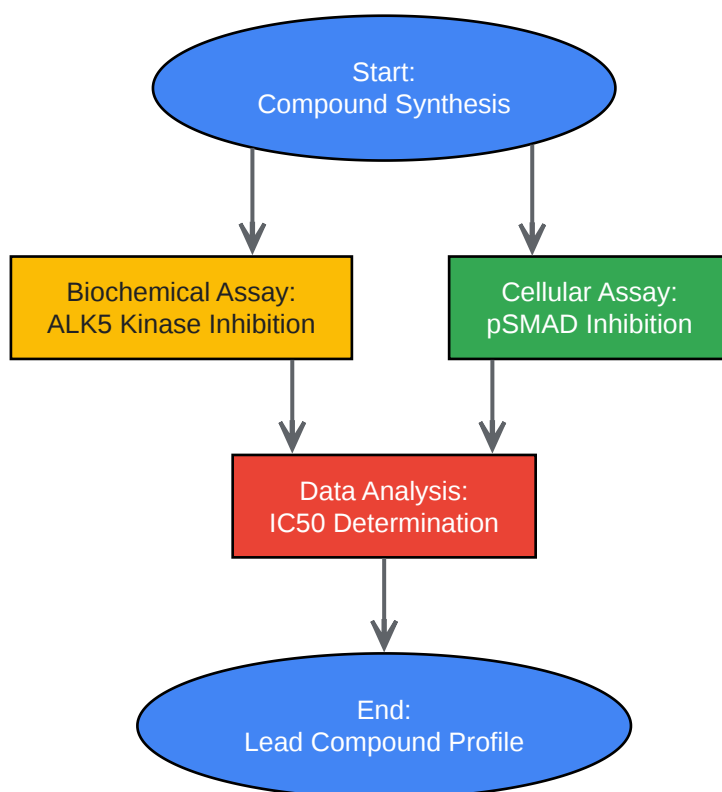 Start:
Compound Synthesis
Biochemical Assay:
ALK5 Kinase Inhibition
Cellular Assay:
pSMAD Inhibition
Data Analysis:
IC50 Determination
End:
Lead Compound Profile